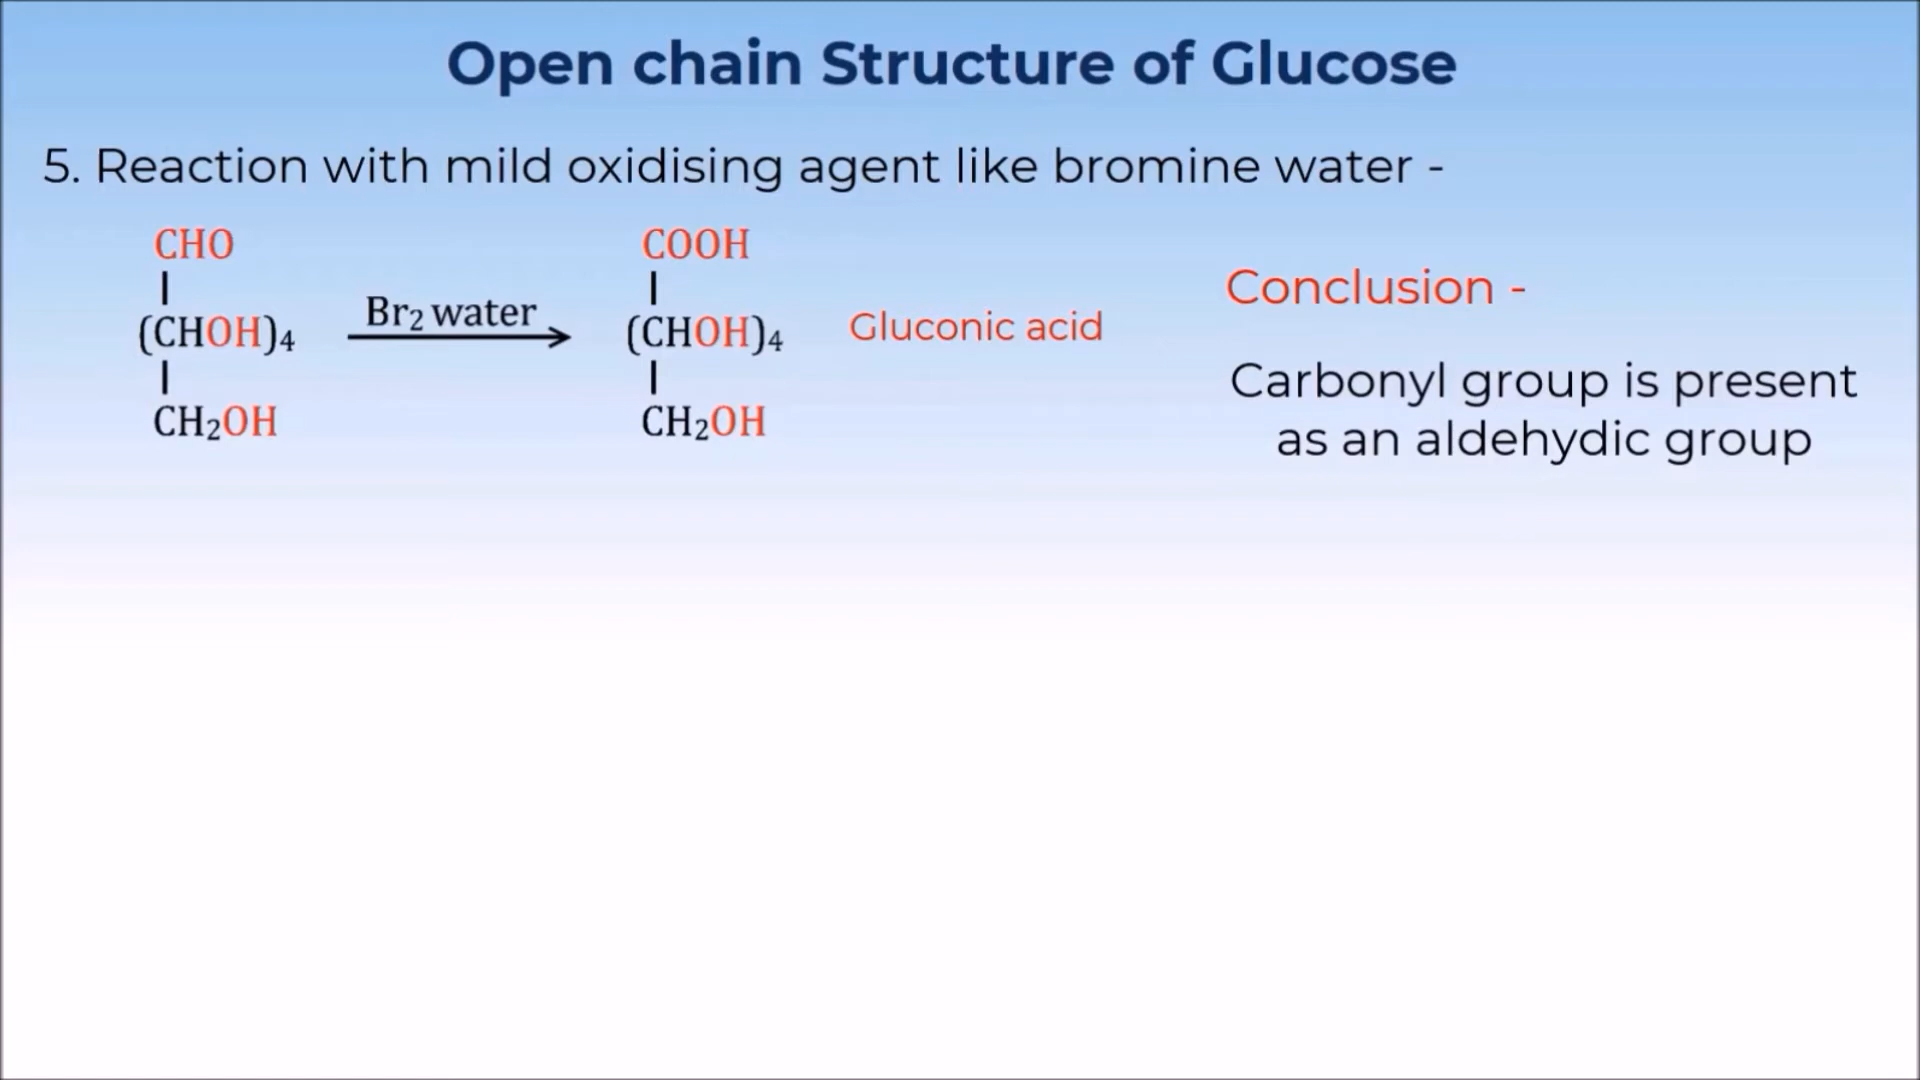 Open chain Structure of Glucose
5. Reaction with mild oxidising agent like bromine water -
CHO
|
(CHOH)₄
|
CH₂OH
Br₂ water
COOH
|
(CHOH)₄
|
CH₂OH
Gluconic acid
Conclusion -
Carbonyl group is present
as an aldehydic group